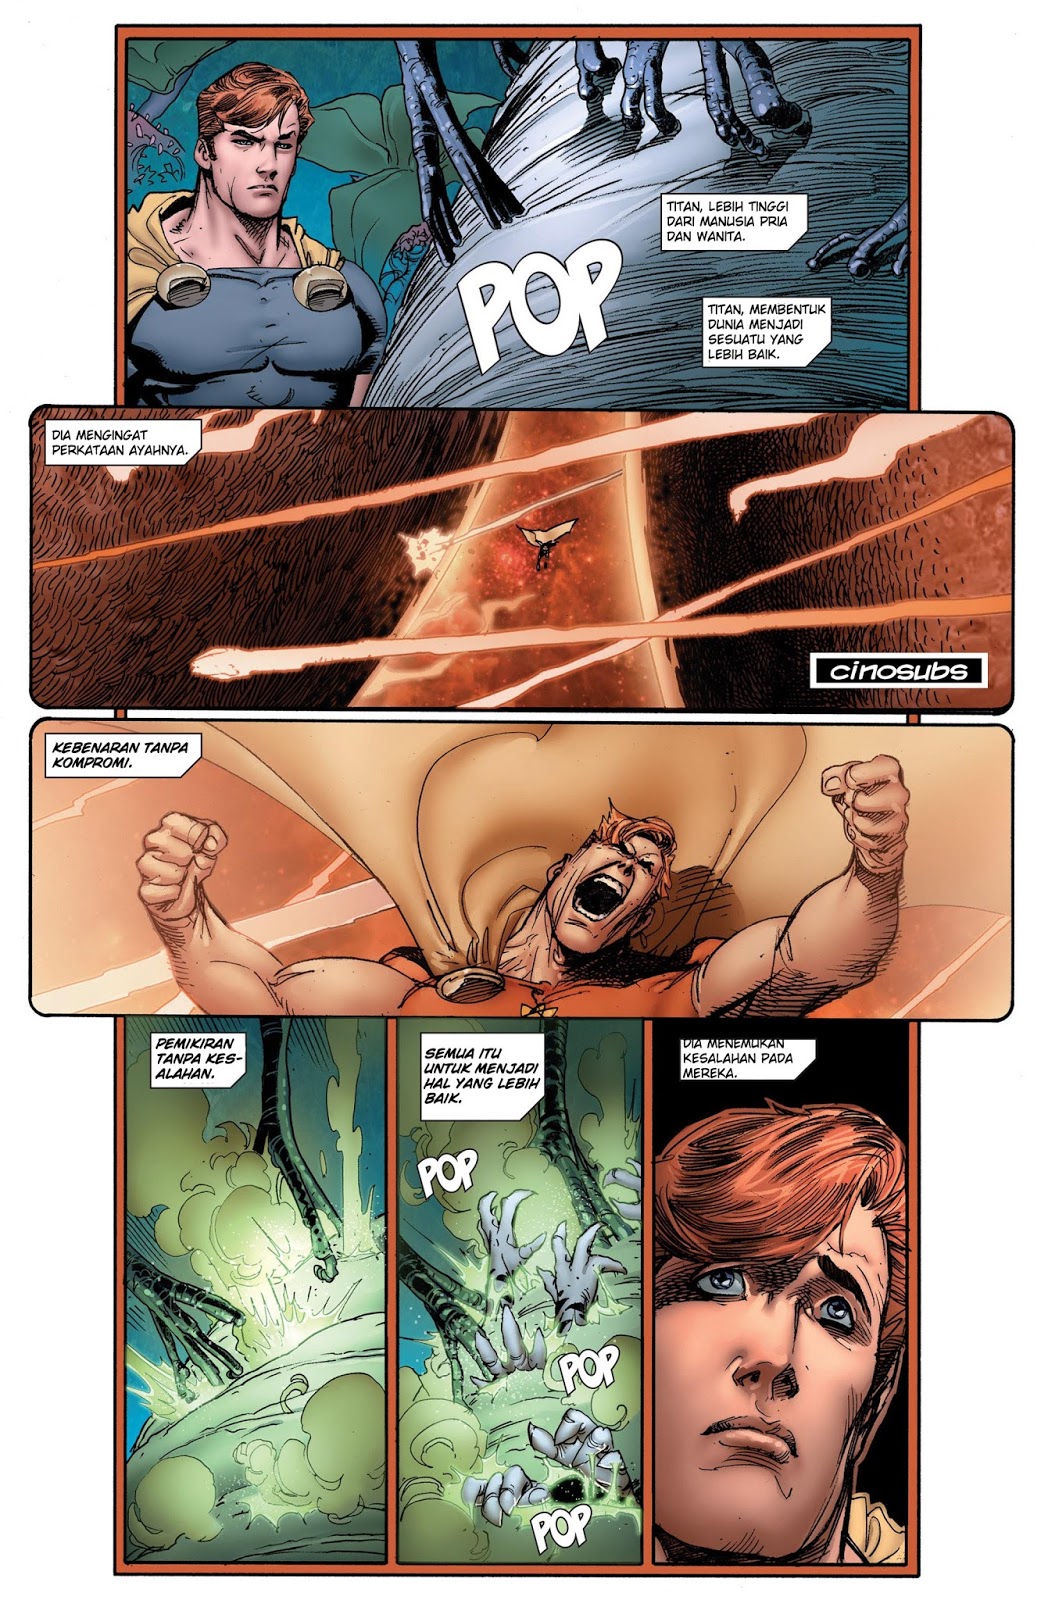 TITAN, LEBIH TINGGI
DARI MANUSIA PRIA
DAN WANITA.
POP
TITAN, MEMBENTUK
DUNIA MENJADI
SESUATU YANG
LEBIH BAIK.
DIA MENGINGAT
PERKATAAN AYAHNYA.
cinosubs
KEBENARAN TANPA
KOMPROMI.
PEMIKIRAN
TANPA KES-
ALAHAN.
SEMUA ITU
UNTUK MENJADI
HAL YANG LEBIH
BAIK.
POP
POP
POP
DIA MENEMUKAN
KESALAHAN PADA
MEREKA.